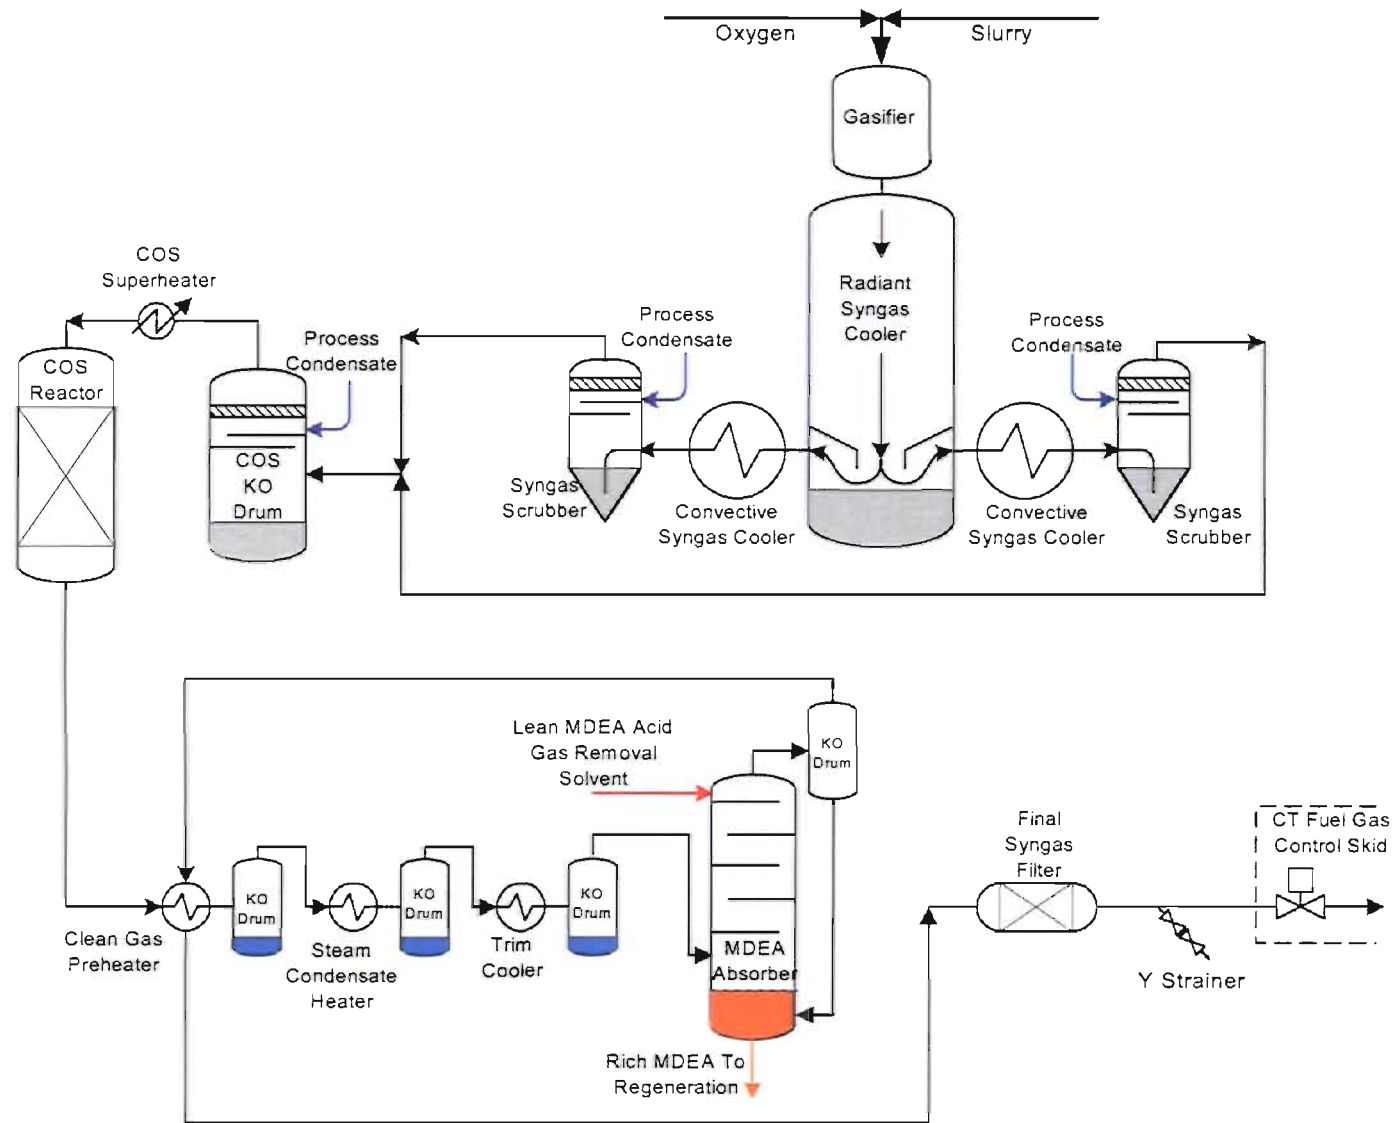 Oxygen
Slurry
Gasifier
COS
Superheater
Radiant
Syngas
Cooler
Process
Condensate
Process
Condensate
Process
Condensate
COS
Reactor
COS
KO
Drum
Syngas
Scrubber
Convective
Syngas Cooler
Convective
Syngas Cooler
Syngas
Scrubber
Lean MDEA Acid
Gas Removal
Solvent
KO
Drum
Final
Syngas
Filter
CT Fuel Gas
Control Skid
KO
Drum
KO
Drum
KO
Drum
Clean Gas
Preheater
Steam
Condensate
Heater
Trim
Cooler
MDEA
Absorber
Y Strainer
Rich MDEA To
Regeneration